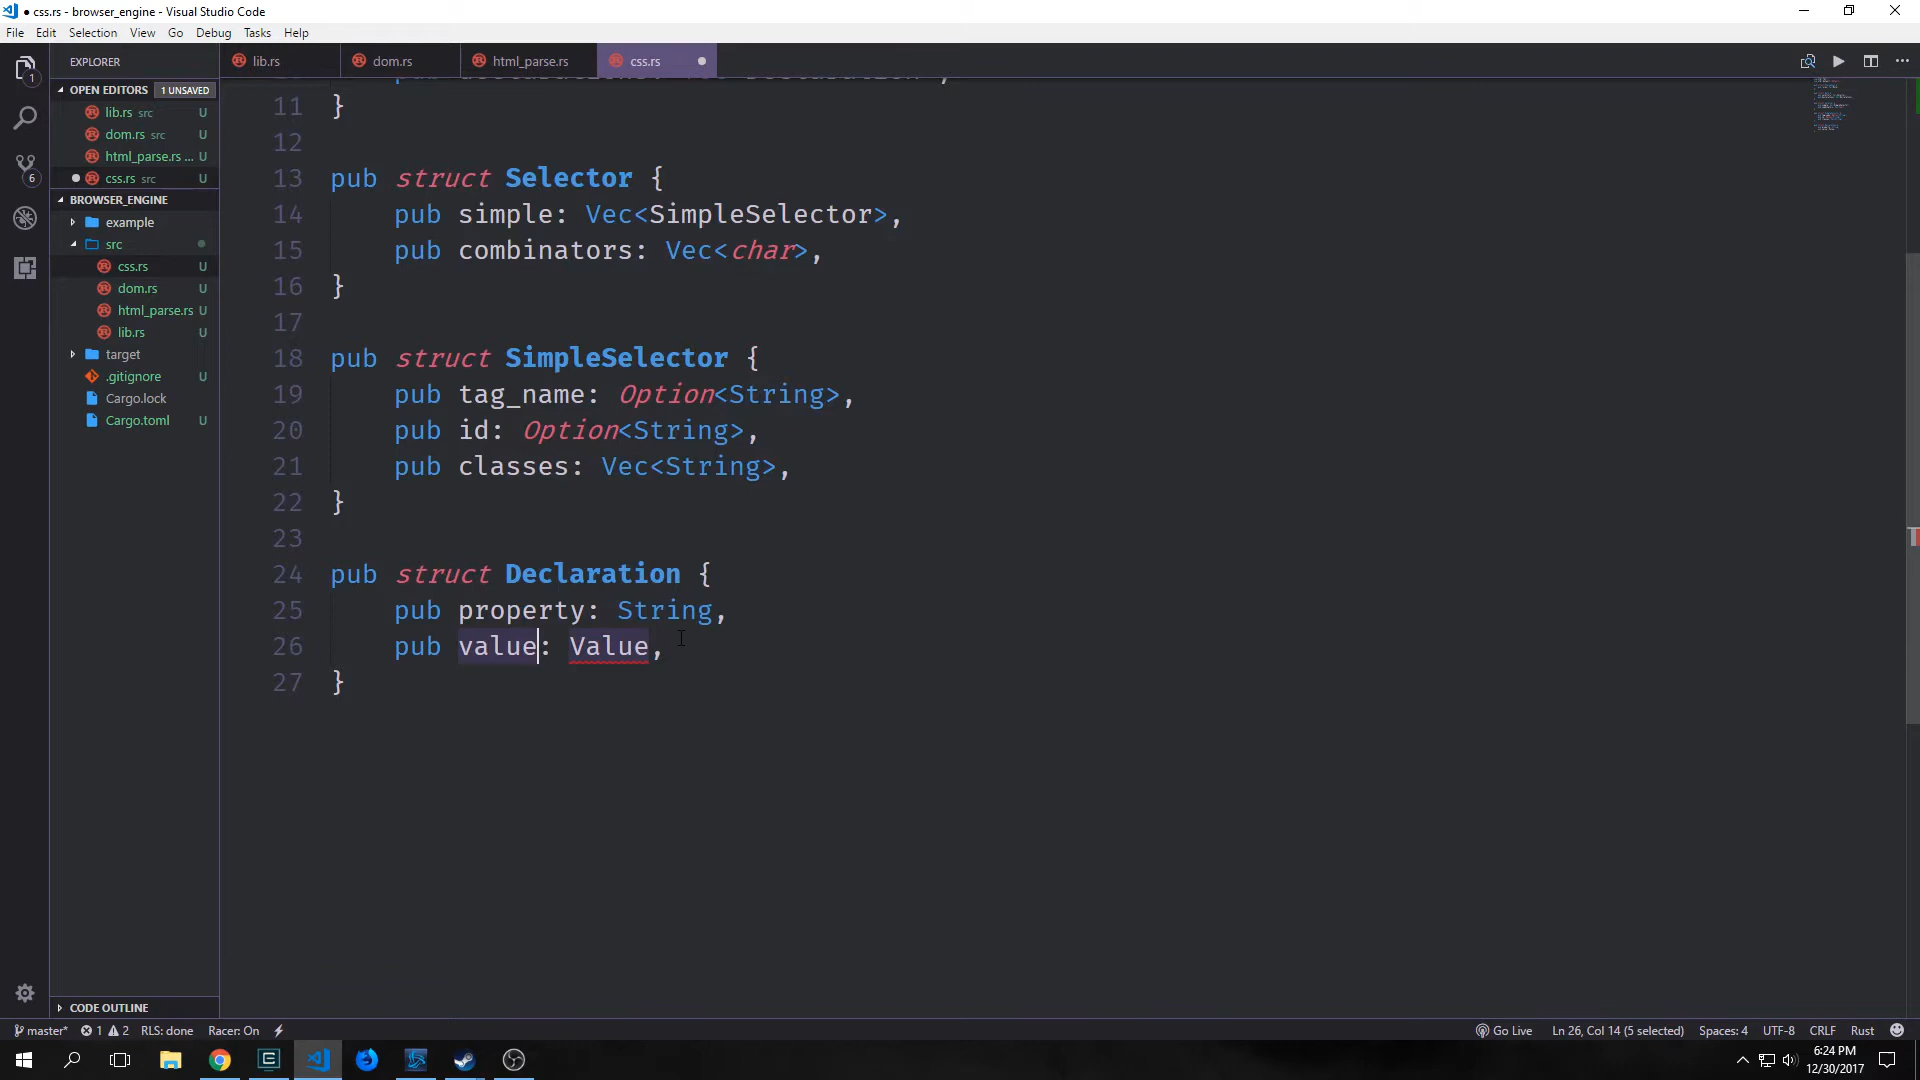 css.rs - browser_engine - Visual Studio Code
File Edit Selection View Go Debug Tasks Help
EXPLORER
lib.rs
dom.rs
html_parse.rs
css.rs
OPEN EDITORS 1 UNSAVED
lib.rs src U
dom.rs src U
html_parse.rs ... U
css.rs src U
BROWSER_ENGINE
example
src
css.rs U
dom.rs U
html_parse.rs U
lib.rs U
target
.gitignore U
Cargo.lock
Cargo.toml U
CODE OUTLINE
1
6
11 }
12
13 pub struct Selector {
14 pub simple: Vec<SimpleSelector>,
15 pub combinators: Vec<char>,
16 }
17
18 pub struct SimpleSelector {
19 pub tag_name: Option<String>,
20 pub id: Option<String>,
21 pub classes: Vec<String>,
22 }
23
24 pub struct Declaration {
25 pub property: String,
26 pub value: Value,
27 }
master* 1 2 RLS: done Racer: On Go Live Ln 26, Col 14 (5 selected) Spaces: 4 UTF-8 CRLF Rust
6:24 PM
12/30/2017